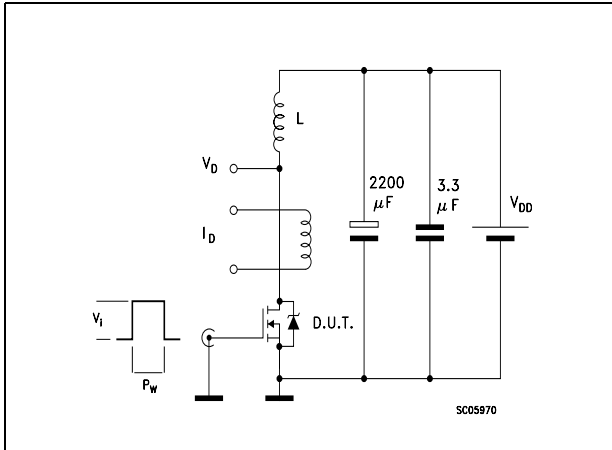 L
V_D
2200 μF
3.3 μF
V_DD
I_D
V_i
D.U.T.
P_W
SC05970